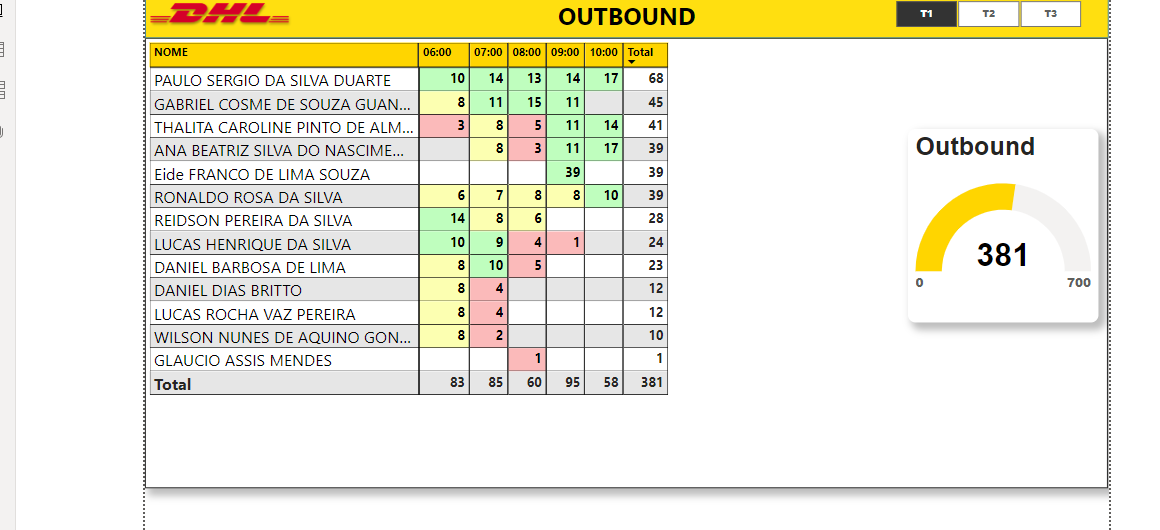 DHL
OUTBOUND
T1 T2 T3
NOME 06:00 07:00 08:00 09:00 10:00 Total
PAULO SERGIO DA SILVA DUARTE 10 14 13 14 17 68
GABRIEL COSME DE SOUZA GUAN... 8 11 15 11 45
THALITA CAROLINE PINTO DE ALM... 3 8 5 11 14 41
ANA BEATRIZ SILVA DO NASCIME... 8 3 11 17 39
Eide FRANCO DE LIMA SOUZA 39 39
RONALDO ROSA DA SILVA 6 7 8 8 10 39
REIDSON PEREIRA DA SILVA 14 8 6 28
LUCAS HENRIQUE DA SILVA 10 9 4 1 24
DANIEL BARBOSA DE LIMA 8 10 5 23
DANIEL DIAS BRITTO 8 4 12
LUCAS ROCHA VAZ PEREIRA 8 4 12
WILSON NUNES DE AQUINO GON... 8 2 10
GLAUCIO ASSIS MENDES 1 1
Total 83 85 60 95 58 381
Outbound
381
0 700